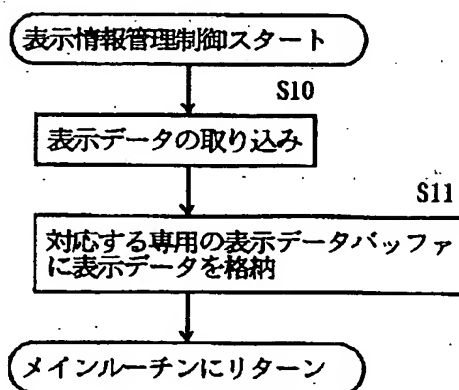 表示情報管理制御スタート
S10
表示データの取り込み
S11
対応する専用の表示データバッファ
に表示データを格納
メインルーチンにリターン